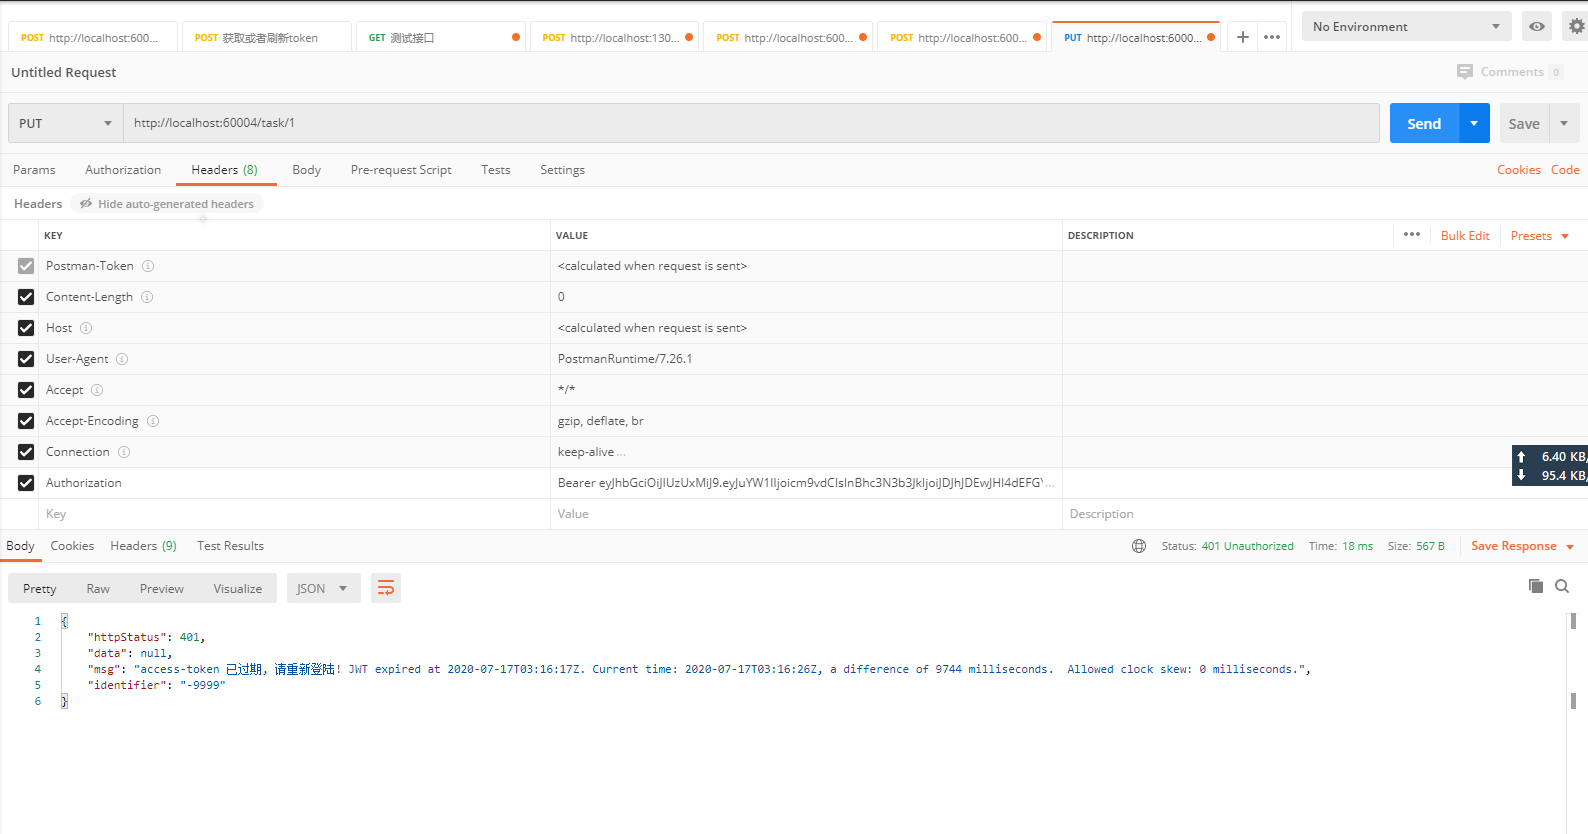 POST http://localhost:600...
POST 获取或者刷新token
GET 测试接口
POST http://localhost:130...
POST http://localhost:600...
POST http://localhost:600...
PUT http://localhost:6000...
No Environment
Untitled Request
Comments 0
PUT http://localhost:60004/task/1 Send Save
Params Authorization Headers (8) Body Pre-request Script Tests Settings Cookies Code
Headers Hide auto-generated headers
KEY VALUE DESCRIPTION Bulk Edit Presets
Postman-Token <calculated when request is sent>
Content-Length 0
Host <calculated when request is sent>
User-Agent PostmanRuntime/7.26.1
Accept */*
Accept-Encoding gzip, deflate, br
Connection keep-alive ...
6.40 KB/
95.4 KB/
Authorization Bearer ...
Key Value Description
Body Cookies Headers (9) Test Results Status: 401 Unauthorized Time: 18 ms Size: 567 B Save Response
Pretty Raw Preview Visualize JSON
1 {
2 "httpStatus": 401,
3 "data": null,
4 "msg": "access-token 已过期，请重新登陆! JWT expired at 2020-07-17T03:16:17Z. Current time: 2020-07-17T03:16:26Z, a difference of 9744 milliseconds.  Allowed clock skew: 0 milliseconds.",
5 "identifier": "-9999"
6 }